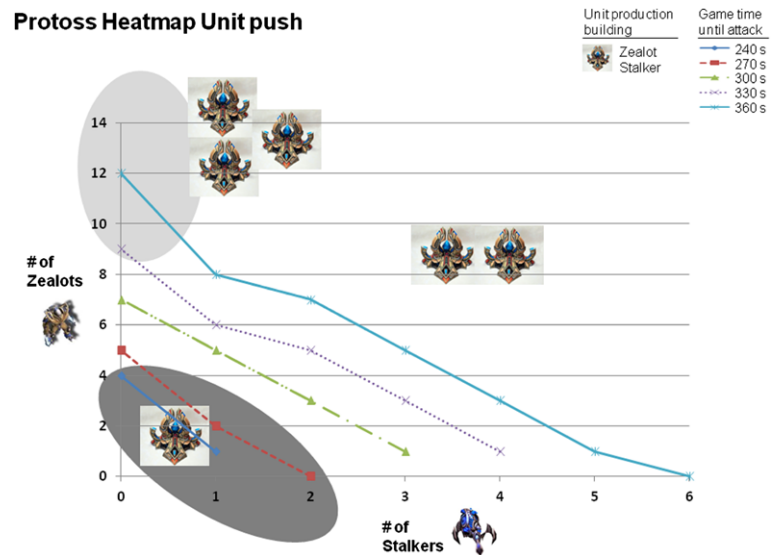 Protoss Heatmap Unit push
Unit production
building
Zealot
Stalker
Game time
until attack
240 s
270 s
300 s
330 s
360 s
14
12
10
8
6
4
2
0
# of
Zealots
0
1
2
3
4
5
6
# of
Stalkers